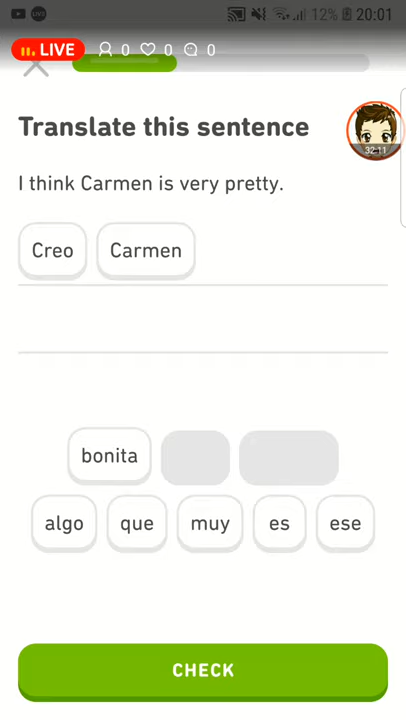 LIVE 12% 20:01
LIVE 0 0 0
Translate this sentence
32:11
I think Carmen is very pretty.
Creo Carmen
bonita
algo que muy es ese
CHECK